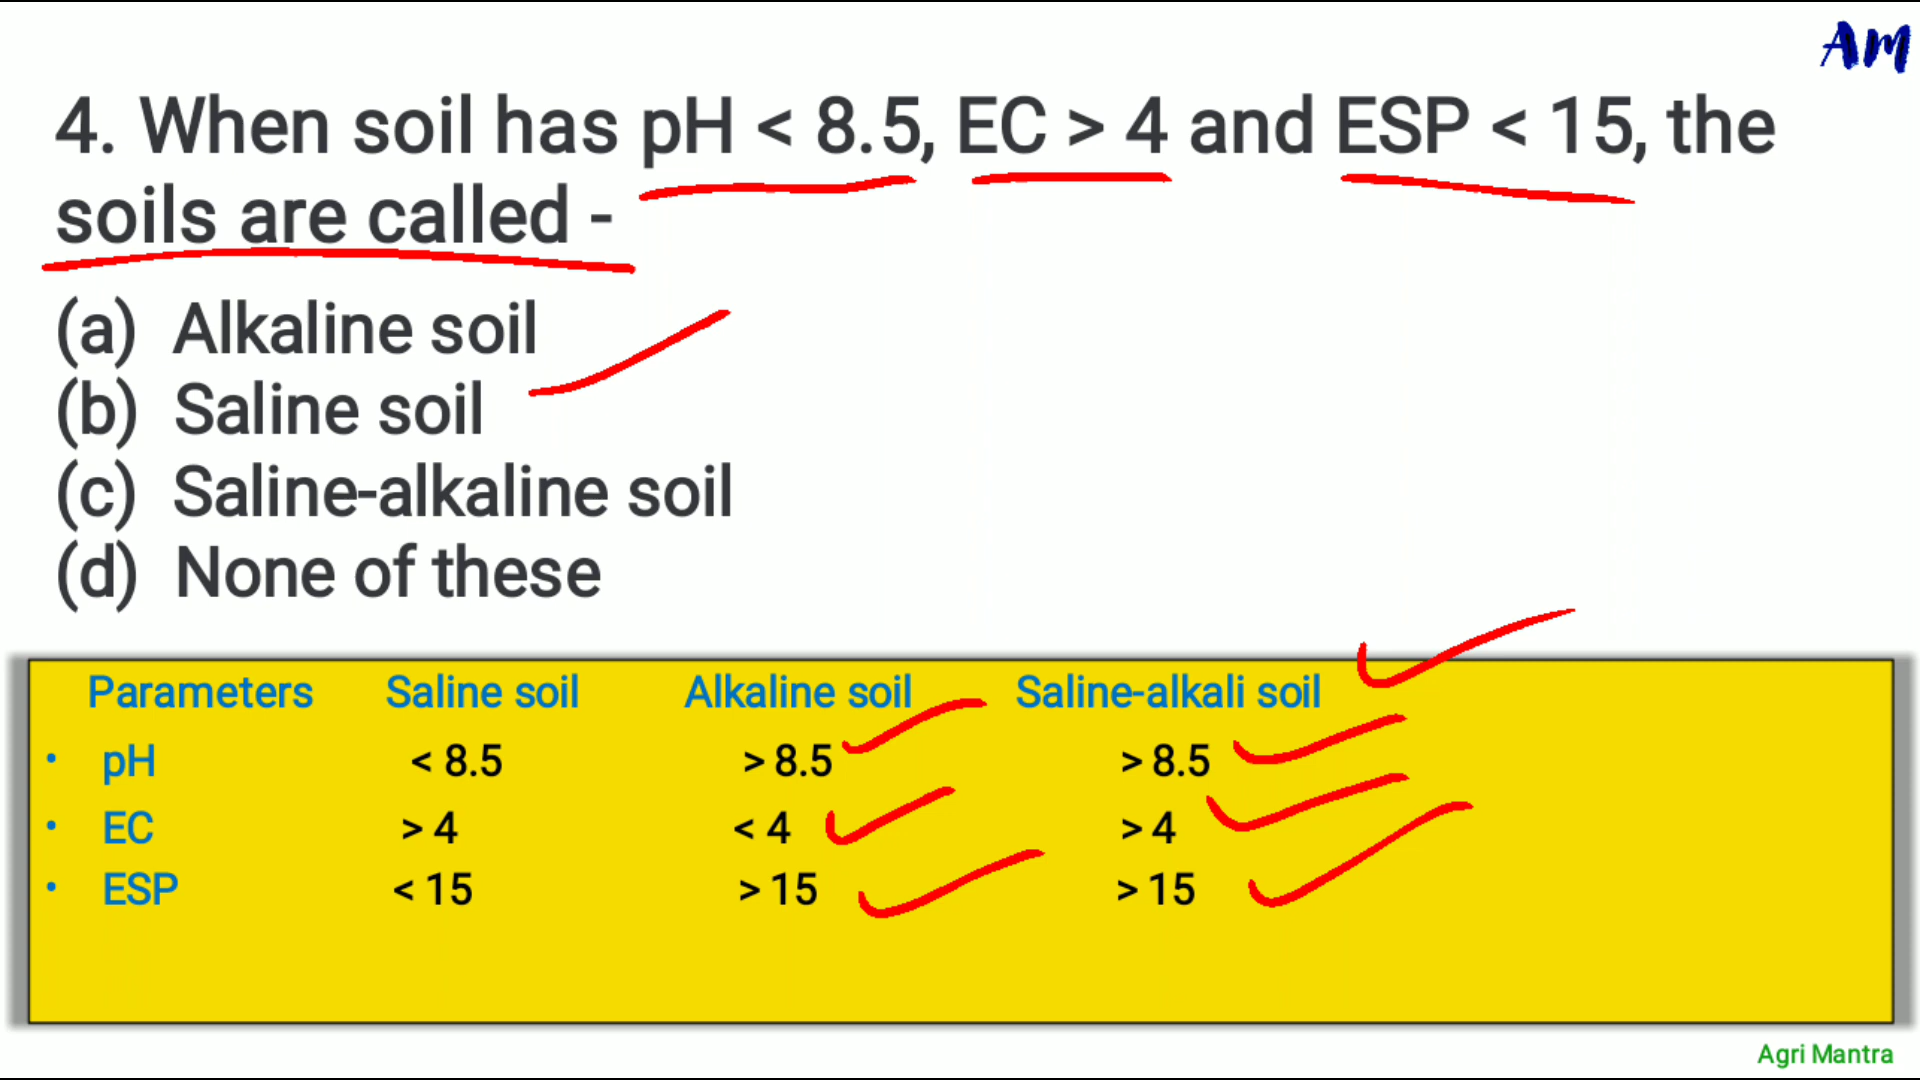 AM
4. When soil has pH < 8.5, EC > 4 and ESP < 15, the
soils are called -
(a) Alkaline soil
(b) Saline soil
(c) Saline-alkaline soil
(d) None of these
Parameters Saline soil Alkaline soil Saline-alkali soil
• pH < 8.5 > 8.5 > 8.5
• EC > 4 < 4 > 4
• ESP < 15 > 15 > 15
Agri Mantra